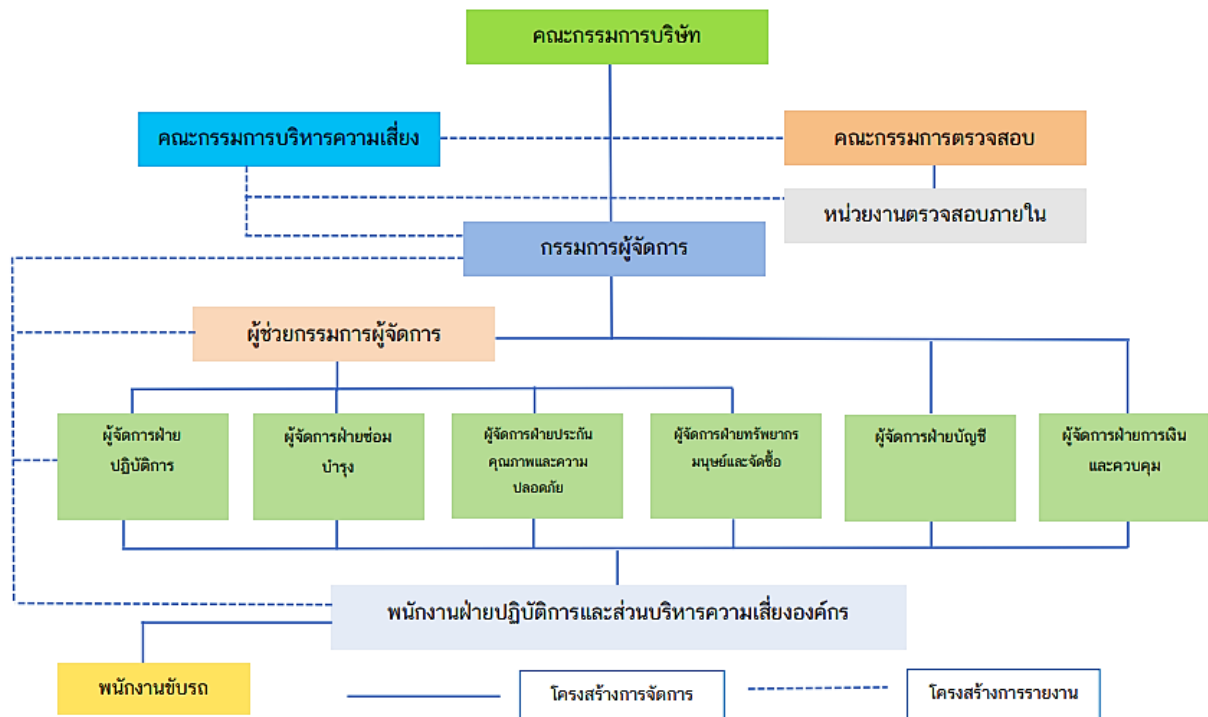 คณะกรรมการบริษัท
คณะกรรมการบริหารความเสี่ยง
คณะกรรมการตรวจสอบ
หน่วยงานตรวจสอบภายใน
กรรมการผู้จัดการ
ผู้ช่วยกรรมการผู้จัดการ
ผู้จัดการฝ่าย
ปฏิบัติการ
ผู้จัดการฝ่ายซ่อม
บำรุง
ผู้จัดการฝ่ายประกัน
คุณภาพและความ
ปลอดภัย
ผู้จัดการฝ่ายทรัพยากร
มนุษย์และจัดซื้อ
ผู้จัดการฝ่ายบัญชี
ผู้จัดการฝ่ายการเงิน
และควบคุม
พนักงานฝ่ายปฏิบัติการและส่วนบริหารความเสี่ยงองค์กร
พนักงานขับรถ
โครงสร้างการจัดการ
โครงสร้างการรายงาน